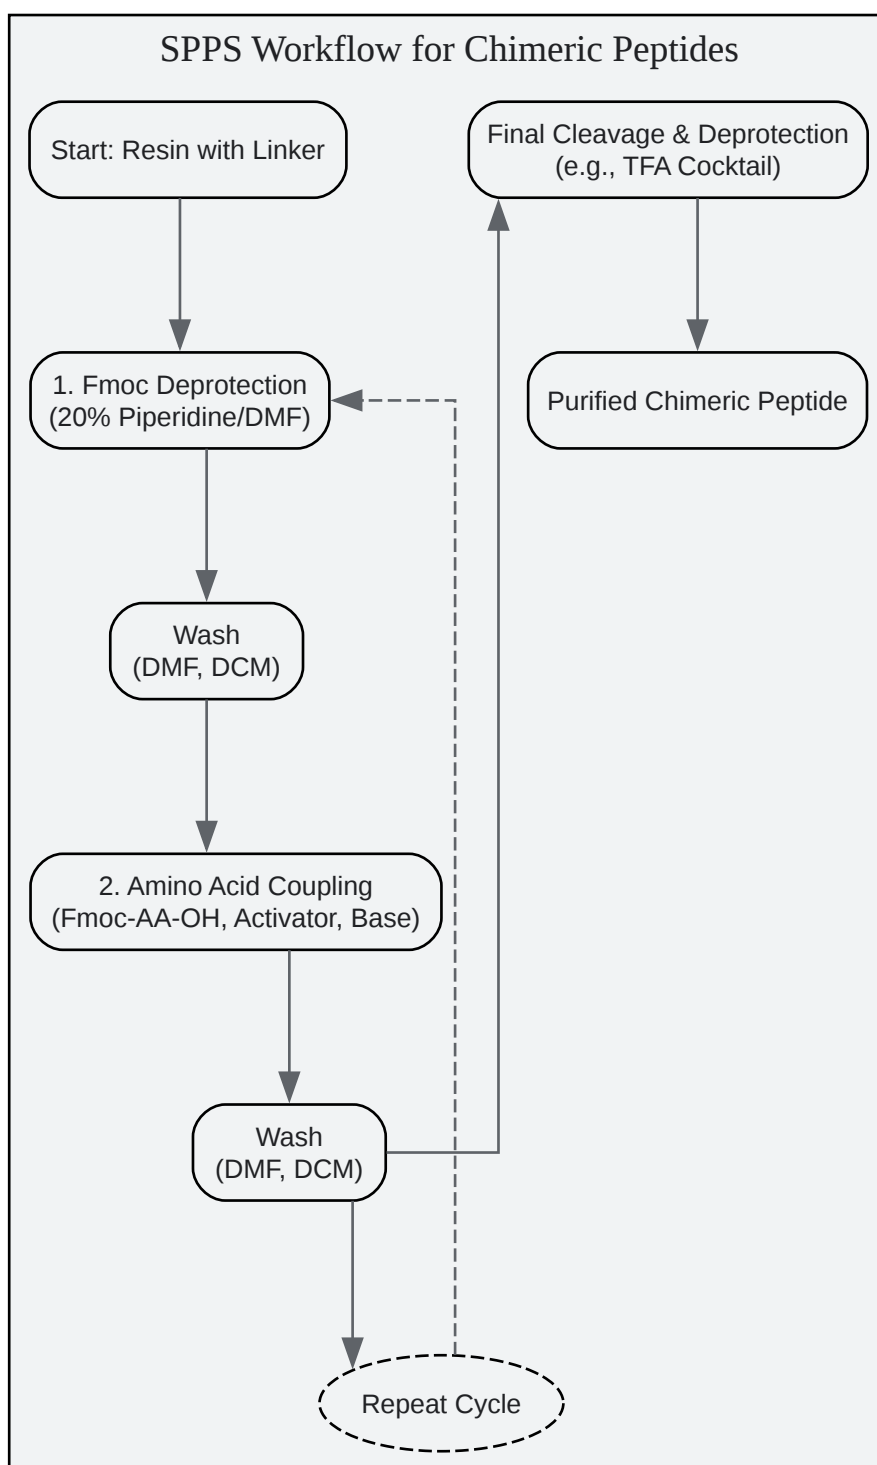 SPPS Workflow for Chimeric Peptides
Start: Resin with Linker
1. Fmoc Deprotection
(20% Piperidine/DMF)
Wash
(DMF, DCM)
2. Amino Acid Coupling
(Fmoc-AA-OH, Activator, Base)
Wash
(DMF, DCM)
Repeat Cycle
Final Cleavage & Deprotection
(e.g., TFA Cocktail)
Purified Chimeric Peptide